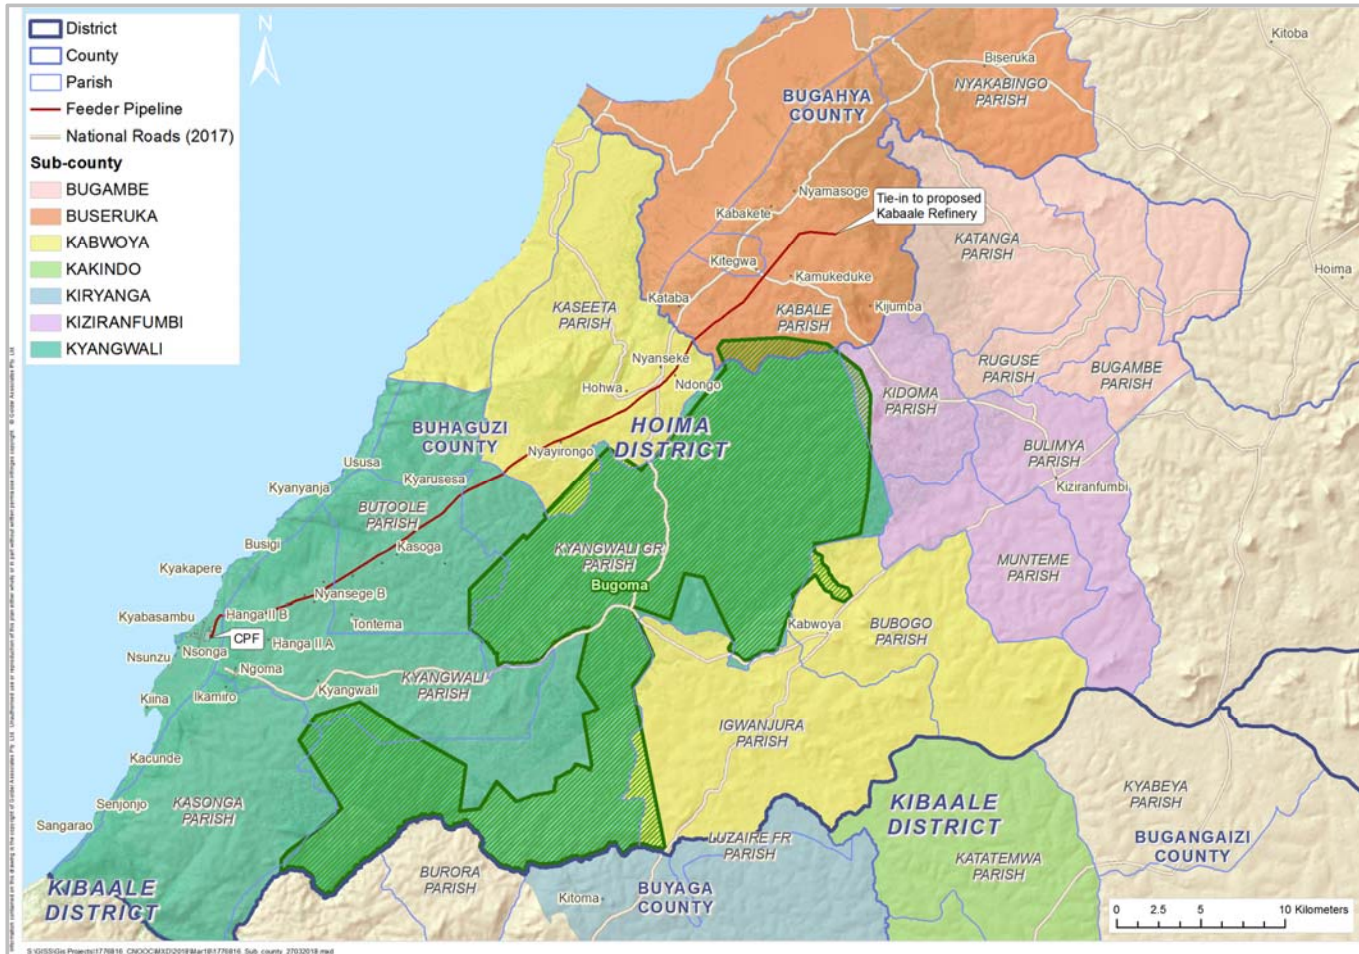 District
County
Parish
Feeder Pipeline
National Roads (2017)
Sub-county
BUGAMBE
BUSERUKA
KABWOYA
KAKINDO
KIRYANGA
KIZIRANFUMBI
KYANGWALI
N
Kitoba
Biseruka
NYAKABINGO
PARISH
BUGAHYA
COUNTY
Nyamasoge
Tie-in to proposed
Kabaale Refinery
Kabakete
KATANGA
PARISH
Kitegwa
Kamukeduke
Hoima
Kataba
Kijumba
KASEETA
PARISH
KABALE
PARISH
Nyanseke
RUGUSE
PARISH
BUGAMBE
PARISH
Hohwa
Ndongo
KIDOMA
PARISH
BUHAGUZI
COUNTY
HOIMA
DISTRICT
BULIMYA
PARISH
Nyayirongo
Ususa
Kyarusesa
Kiziranfumbi
Kyanyanja
BUTOOLE
PARISH
Busigi
Kasoga
KYANGWALI GR
PARISH
MUNTEME
PARISH
Kyakapere
Bugoma
Nyansege B
Kyabasambu
Hanga II B
Tontema
Kabwoya
BUBOGO
PARISH
CPF
Hanga II A
Nsunzu
Nsonga
Ngoma
KYANGWALI
PARISH
Kiina
Ikamiro
Kyangwali
IGWANJURA
PARISH
Kacunde
KYABEYA
PARISH
Senjonjo
KASONGA
PARISH
KIBAALE
DISTRICT
Sangarao
BUGANGAIZI
COUNTY
LUZAIRE FR
PARISH
KATATEMWA
PARISH
BURORA
PARISH
KIBAALE
DISTRICT
Kitoma
BUYAGA
COUNTY
0 2.5 5 10 Kilometers